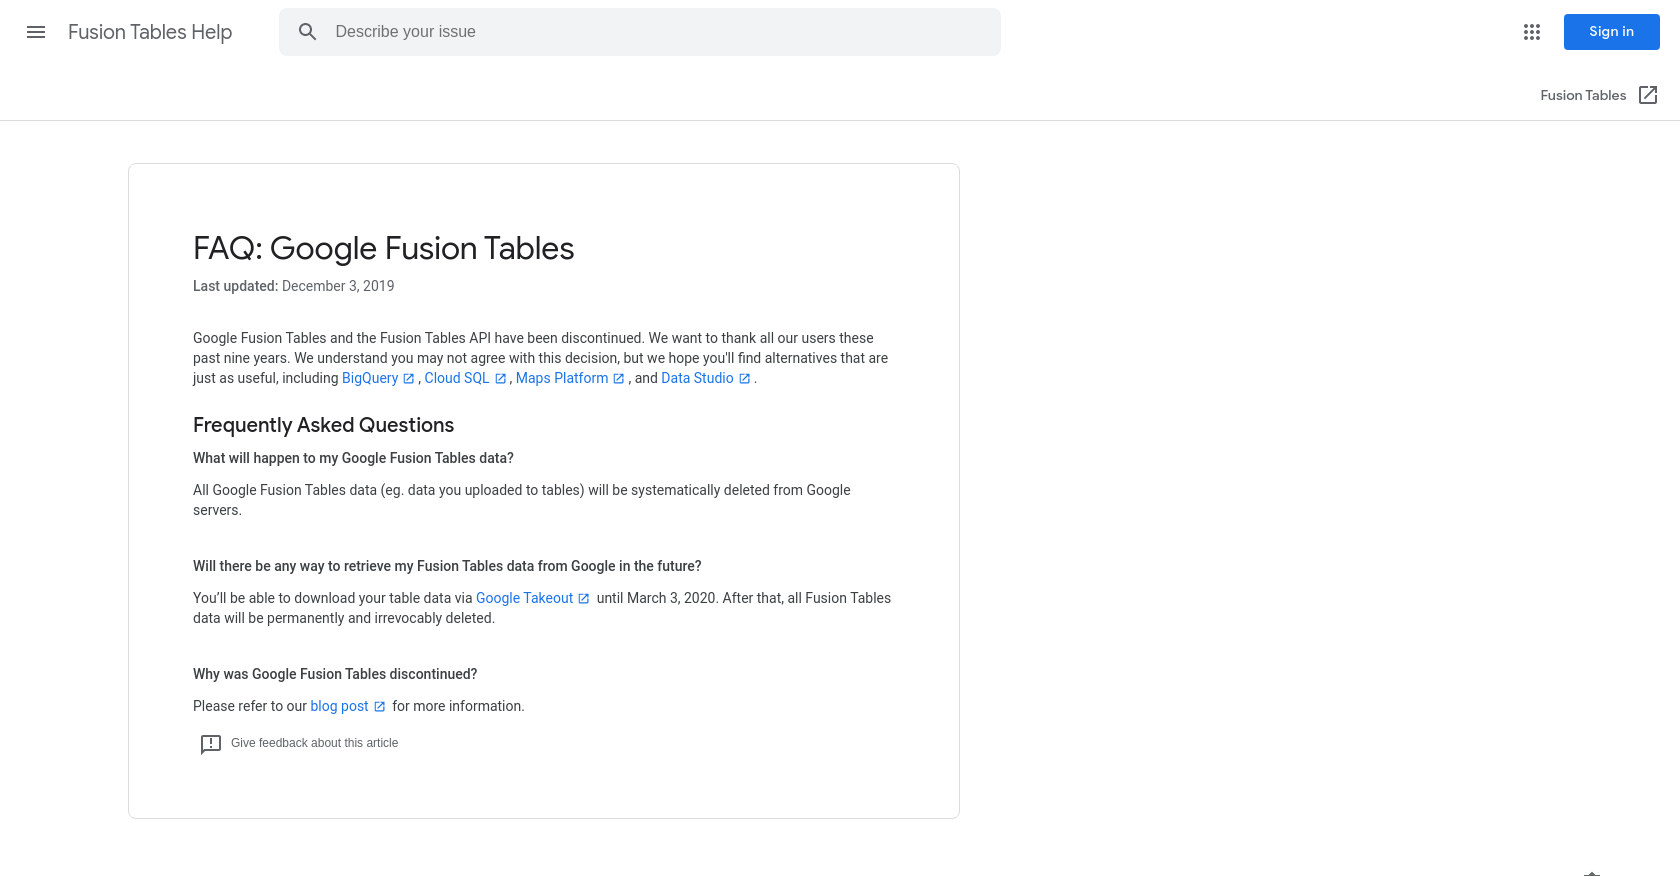 Fusion Tables Help
Describe your issue
Sign in
Fusion Tables
FAQ: Google Fusion Tables
Last updated: December 3, 2019
Google Fusion Tables and the Fusion Tables API have been discontinued. We want to thank all our users these
past nine years. We understand you may not agree with this decision, but we hope you'll find alternatives that are
just as useful, including BigQuery , Cloud SQL , Maps Platform , and Data Studio .
Frequently Asked Questions
What will happen to my Google Fusion Tables data?
All Google Fusion Tables data (eg. data you uploaded to tables) will be systematically deleted from Google
servers.
Will there be any way to retrieve my Fusion Tables data from Google in the future?
You’ll be able to download your table data via Google Takeout until March 3, 2020. After that, all Fusion Tables
data will be permanently and irrevocably deleted.
Why was Google Fusion Tables discontinued?
Please refer to our blog post for more information.
Give feedback about this article